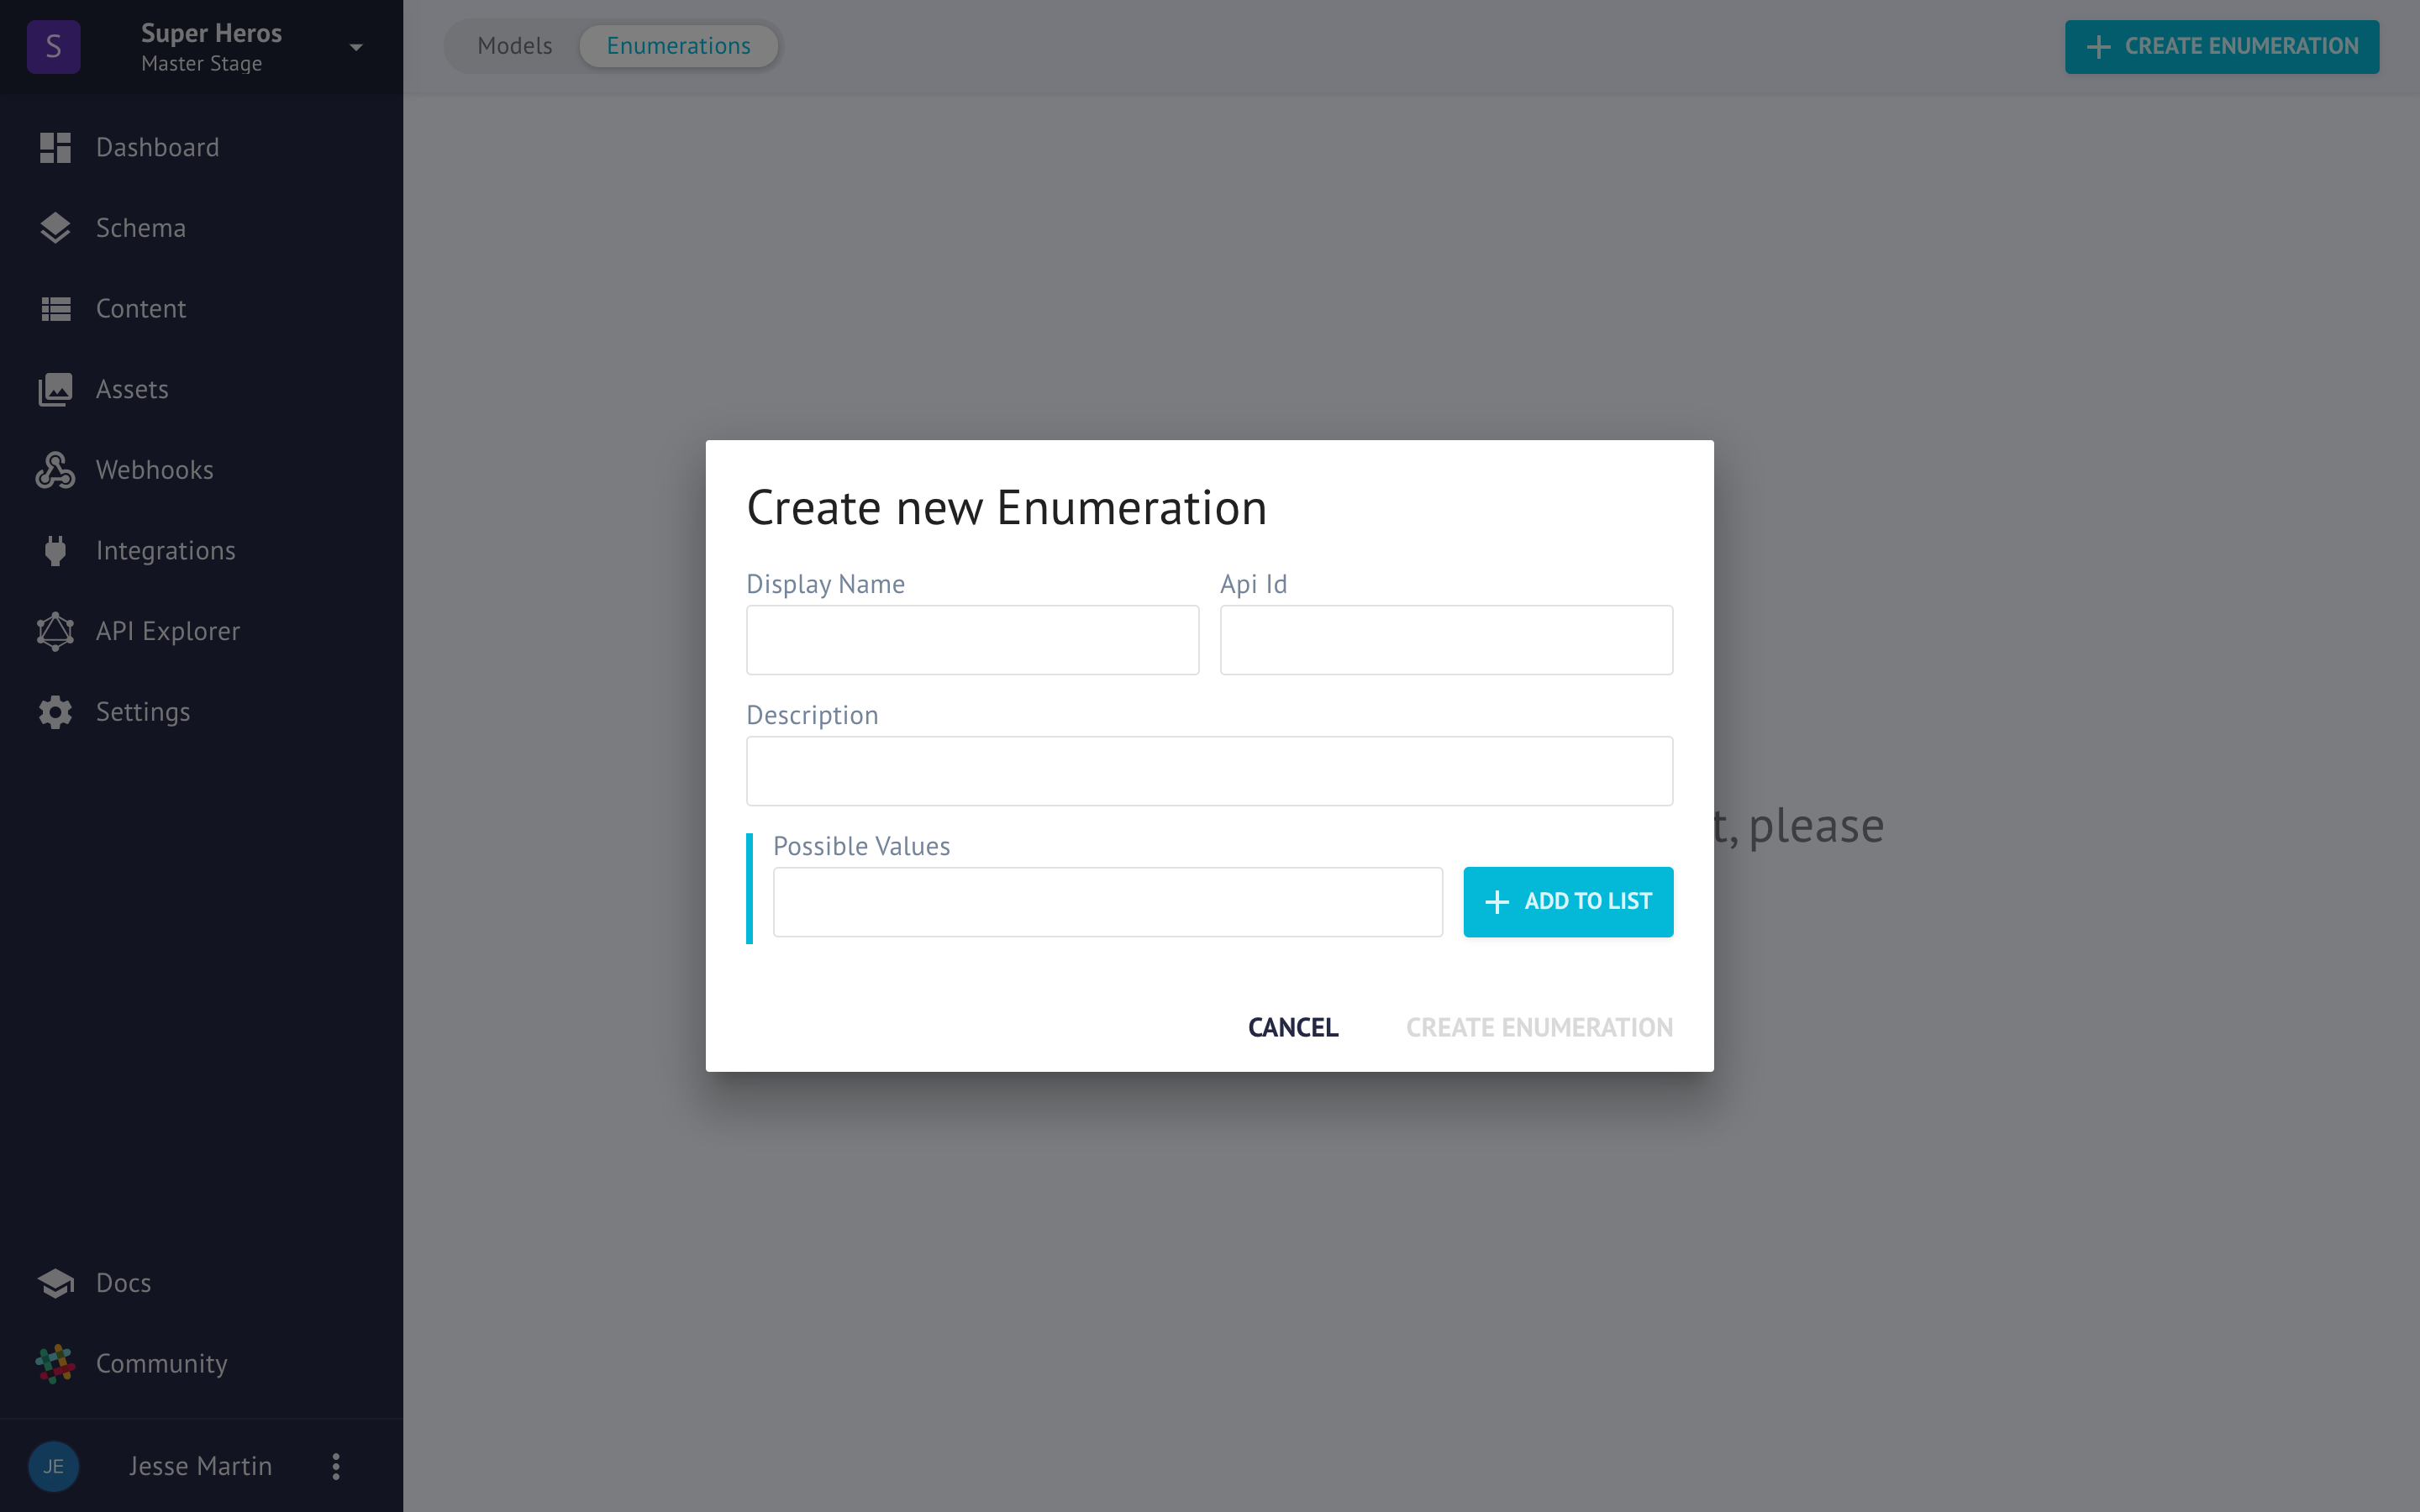 S
Super Heros
Master Stage
Models
Enumerations
CREATE ENUMERATION
Dashboard
Schema
Content
Assets
Webhooks
Integrations
API Explorer
Settings
Create new Enumeration
Display Name
Api Id
Description
Possible Values
ADD TO LIST
CANCEL
CREATE ENUMERATION
t, please
Docs
Community
JE
Jesse Martin